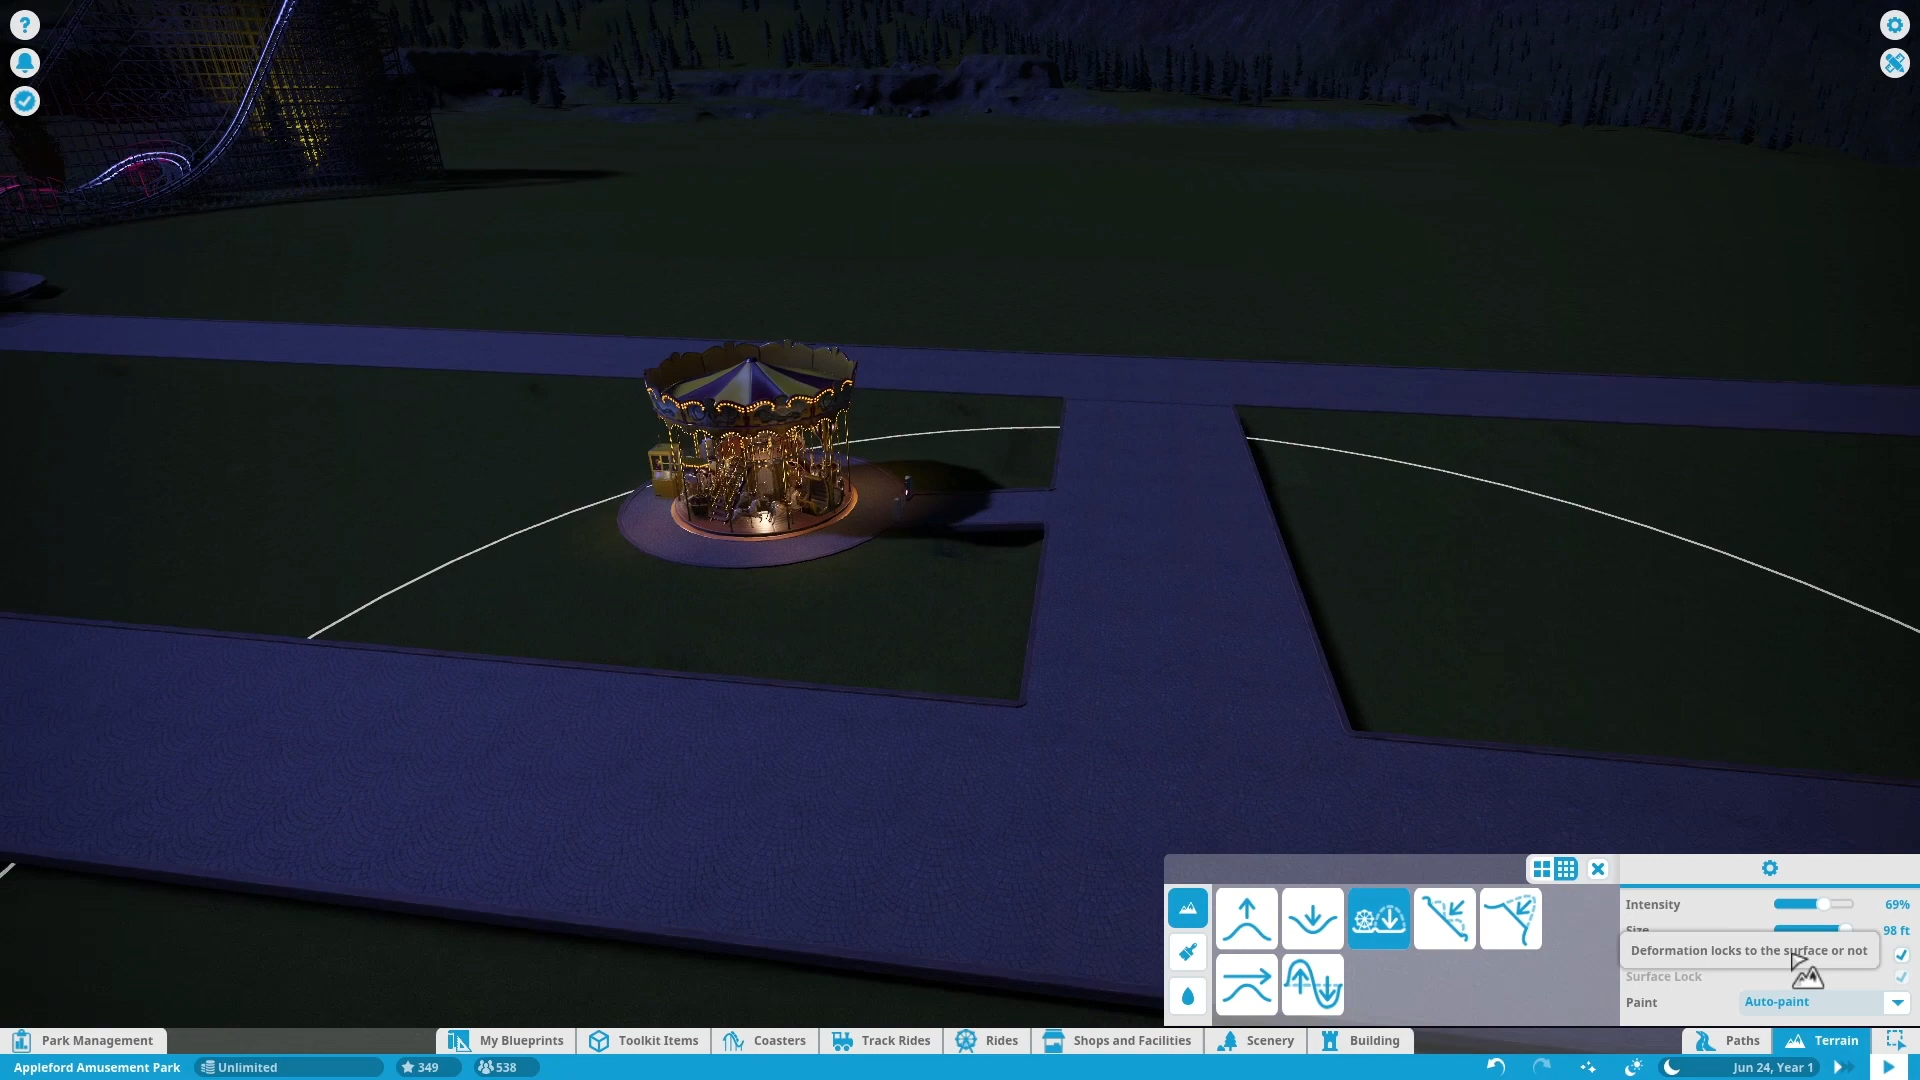 ?
Intensity 69%
Size 98 ft
Deformation locks to the surface or not
Surface Lock
Paint Auto-paint
Park Management My Blueprints Toolkit Items Coasters Track Rides Rides Shops and Facilities Scenery Building Paths Terrain
Appleford Amusement Park Unlimited 349 538 Jun 24, Year 1